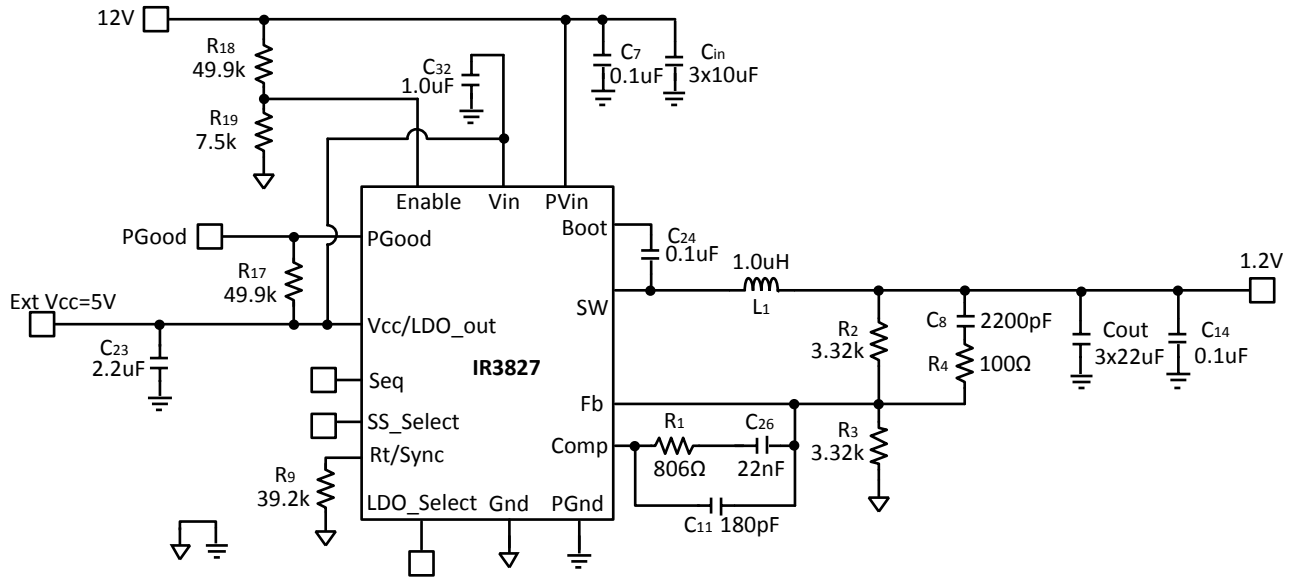 12V
R18
49.9k
C32
1.0uF
C7
0.1uF
Cin
3x10uF
R19
7.5k
Enable
Vin
PVin
Boot
PGood
PGood
C24
0.1uF
R17
49.9k
1.0uH
L1
1.2V
SW
Ext Vcc=5V
Vcc/LDO_out
C23
2.2uF
R2
3.32k
C8
2200pF
R4
100Ω
Cout
3x22uF
C14
0.1uF
IR3827
Seq
Fb
SS_Select
R1
806Ω
C26
22nF
R3
3.32k
Comp
Rt/Sync
R9
39.2k
LDO_Select
Gnd
PGnd
C11 180pF